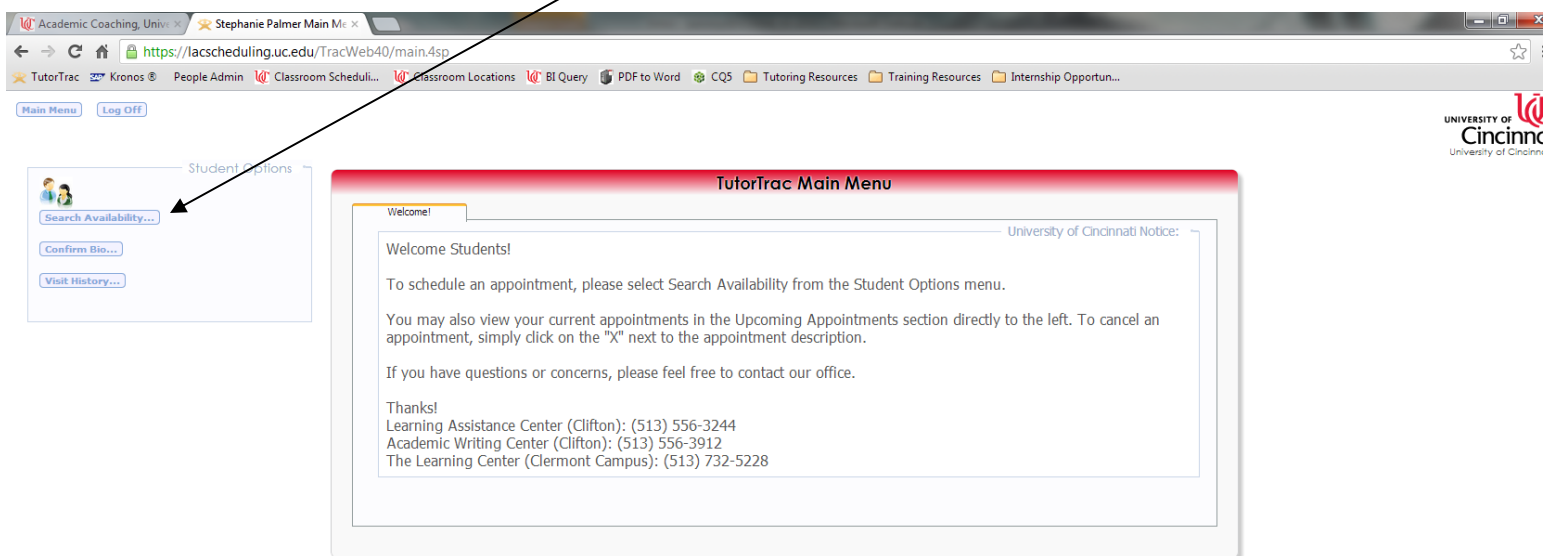 Academic Coaching, Unive
Stephanie Palmer Main Me
https://lacscheduling.uc.edu/TracWeb40/main.4sp
TutorTrac Kronos ® People Admin Classroom Scheduli... Classroom Locations BI Query PDF to Word CQ5 Tutoring Resources Training Resources Internship Opportun...
Main Menu Log Off
UNIVERSITY OF
Cincinn
University of Cincinn
Student Options
Search Availability...
Confirm Bio...
Visit History...
TutorTrac Main Menu
Welcome!
University of Cincinnati Notice:
Welcome Students!
To schedule an appointment, please select Search Availability from the Student Options menu.
You may also view your current appointments in the Upcoming Appointments section directly to the left. To cancel an
appointment, simply click on the "X" next to the appointment description.
If you have questions or concerns, please feel free to contact our office.
Thanks!
Learning Assistance Center (Clifton): (513) 556-3244
Academic Writing Center (Clifton): (513) 556-3912
The Learning Center (Clermont Campus): (513) 732-5228